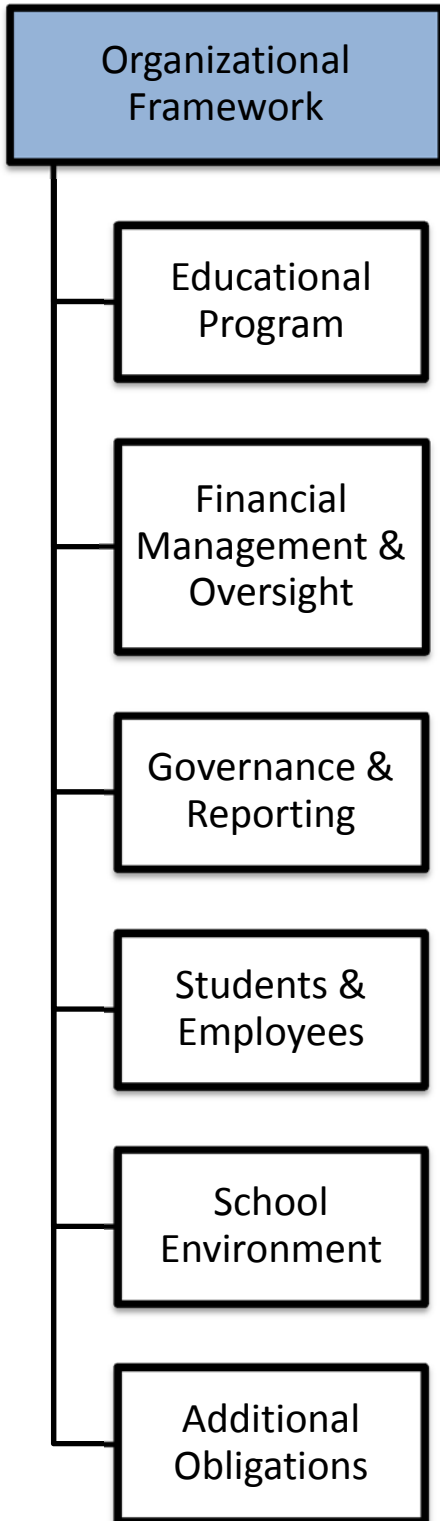 Organizational
Framework
Educational
Program
Financial
Management &
Oversight
Governance &
Reporting
Students &
Employees
School
Environment
Additional
Obligations